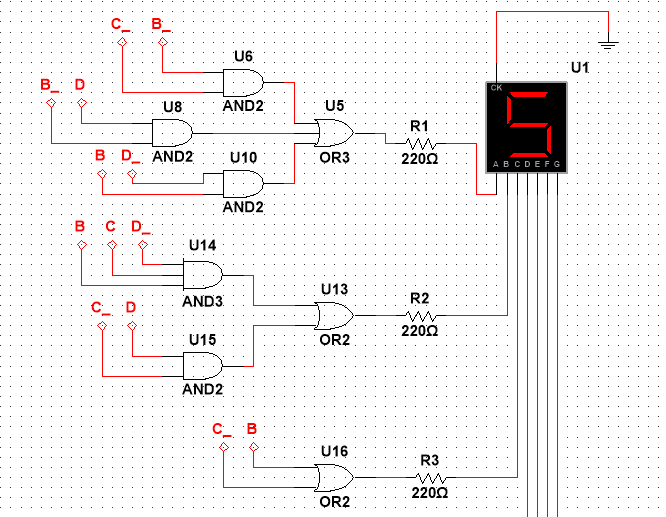 C_ B_
U6
U1
CK
B_ D
U8
AND2
U5
AND2
R1
B D_
U10
OR3
220Ω
A B C D E F G
AND2
B C D_
U14
AND3
U13
R2
C_ D
U15
OR2
220Ω
AND2
C_ B
U16
R3
OR2
220Ω